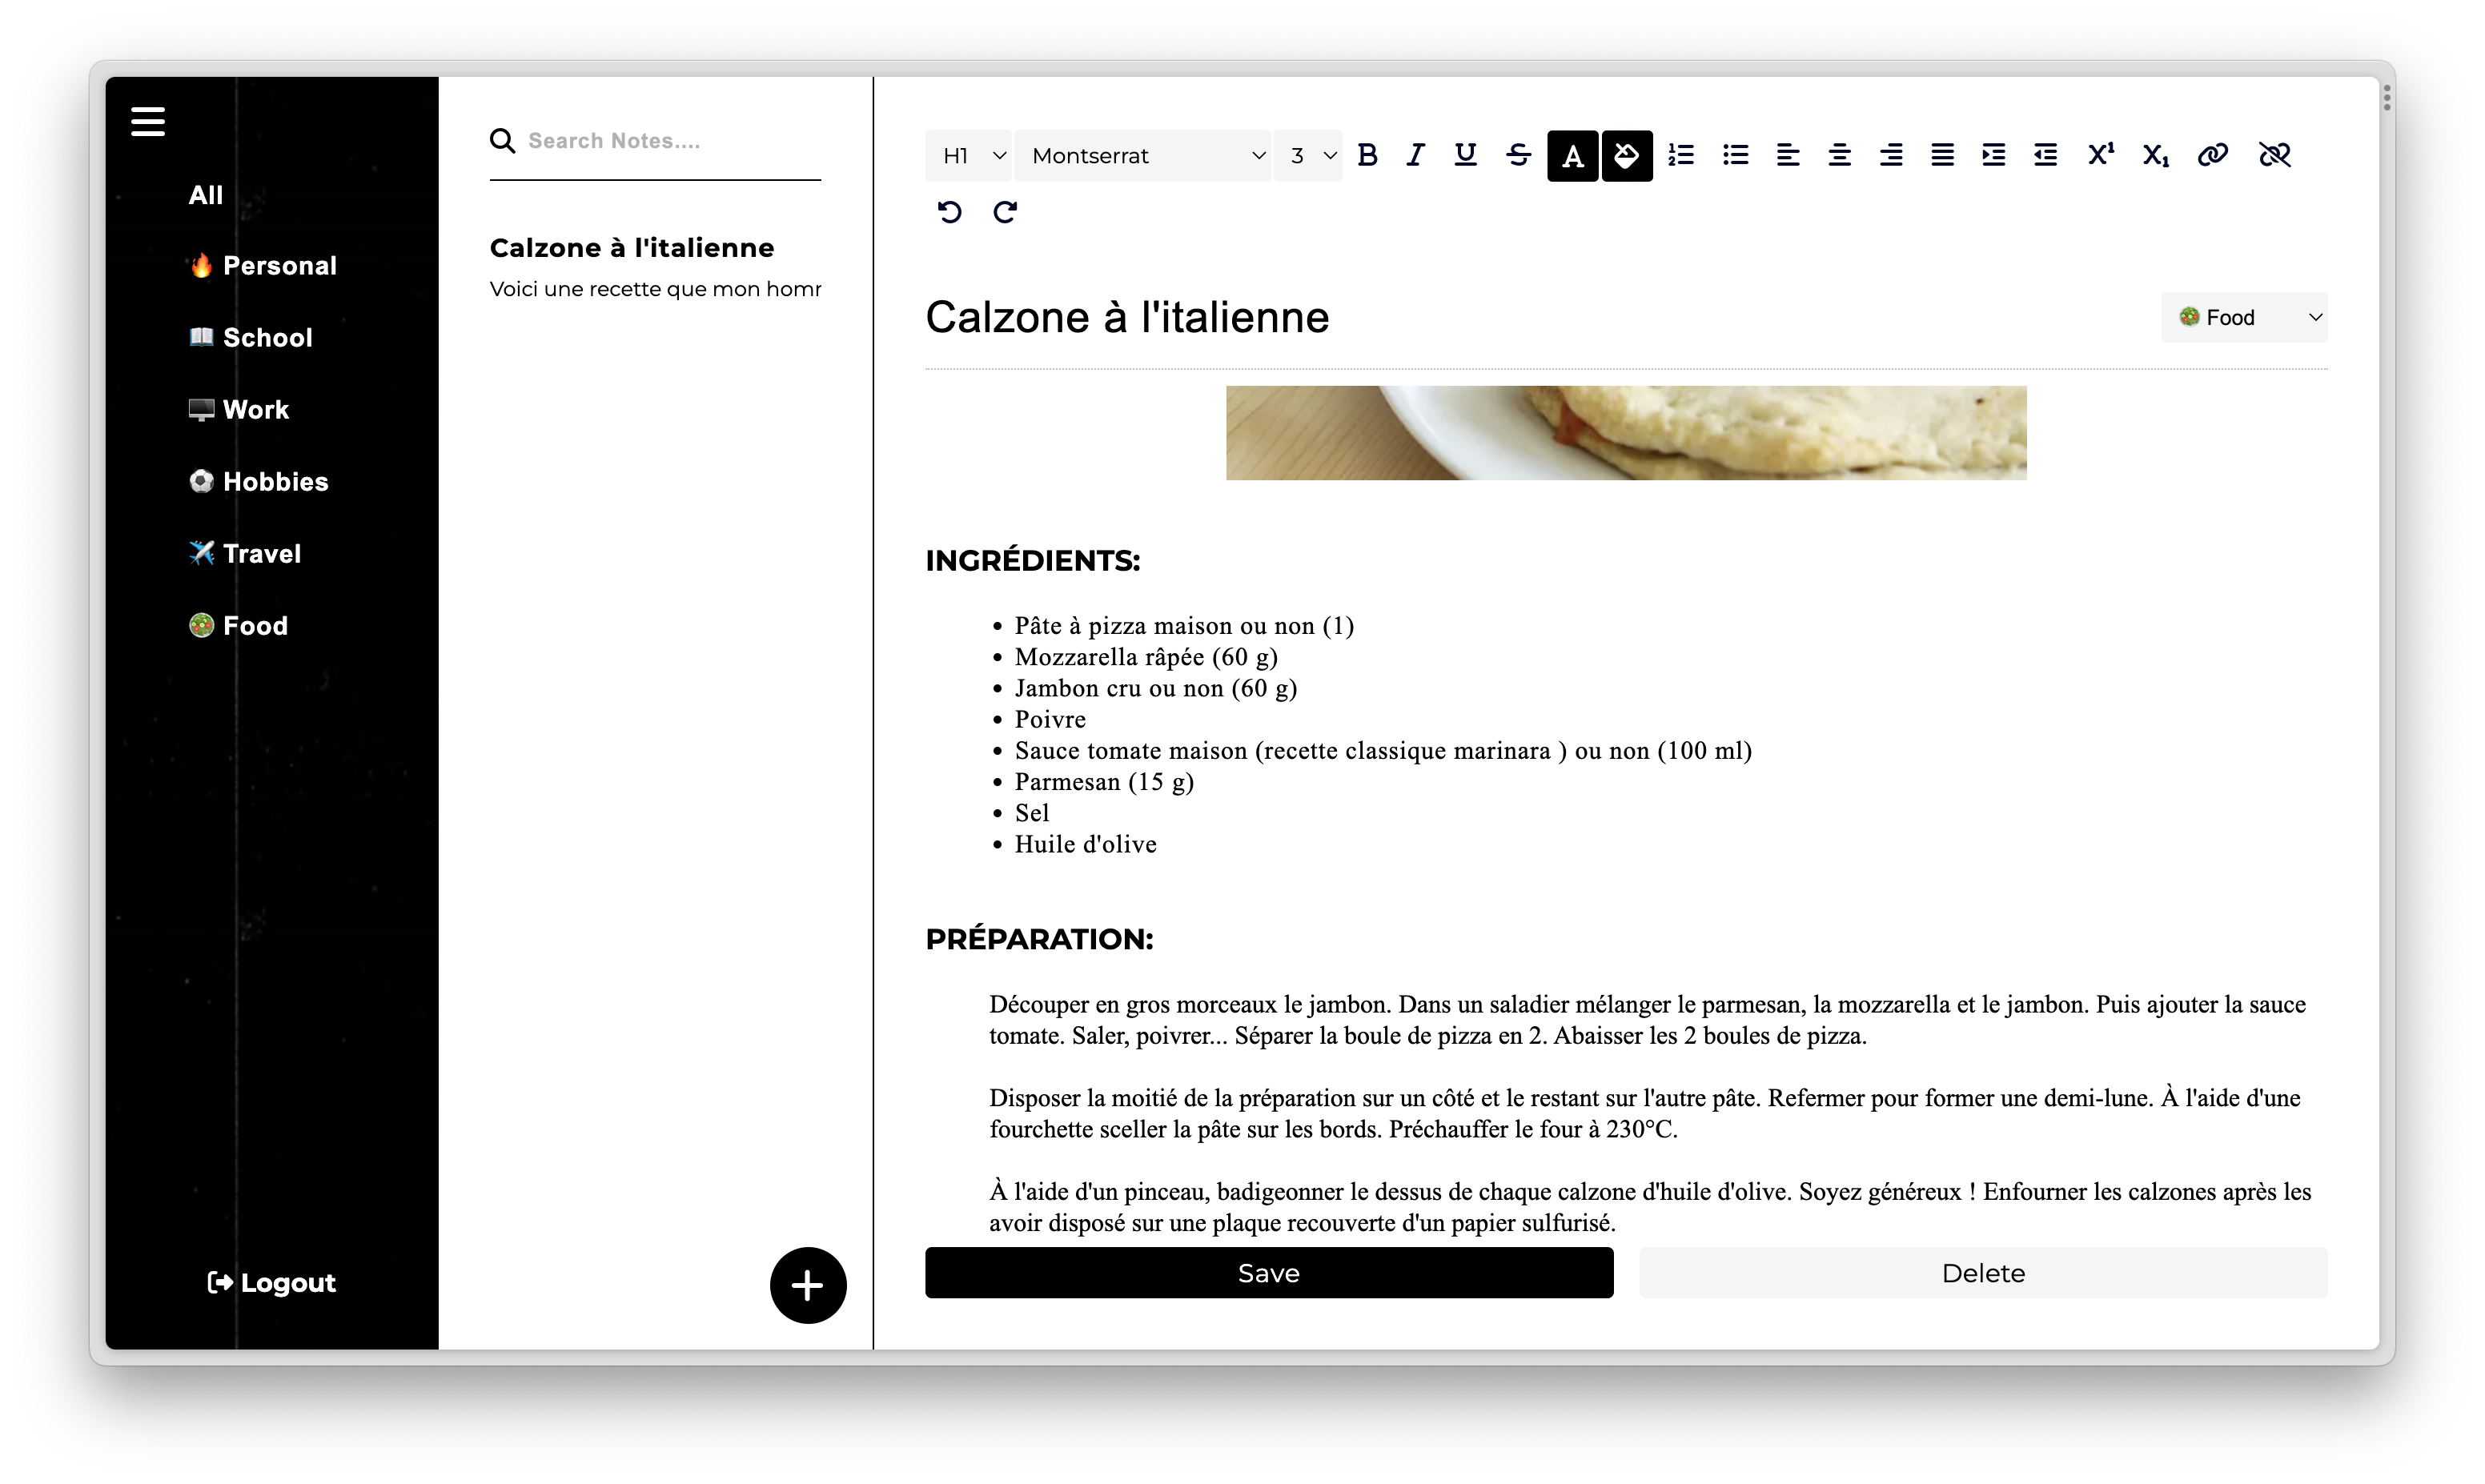 All
Personal
School
Work
Hobbies
Travel
Food
Logout
Search Notes....
Calzone à l'italienne
Voici une recette que mon
H1 Montserrat 3
Calzone à l'italienne
Food
INGRÉDIENTS:
Pâte à pizza maison ou non (1)
Mozzarella râpée (60 g)
Jambon cru ou non (60 g)
Poivre
Sauce tomate maison (recette classique marinara ) ou non (100 ml)
Parmesan (15 g)
Sel
Huile d'olive
PRÉPARATION:
Découper en gros morceaux le jambon. Dans un saladier mélanger le parmesan, la mozzarella et le jambon. Puis ajouter la sauce
tomate. Saler, poivrer... Séparer la boule de pizza en 2. Abaisser les 2 boules de pizza.
Disposer la moitié de la préparation sur un côté et le restant sur l'autre pâte. Refermer pour former une demi-lune. À l'aide d'une
fourchette sceller la pâte sur les bords. Préchauffer le four à 230°C.
À l'aide d'un pinceau, badigeonner le dessus de chaque calzone d'huile d'olive. Soyez généreux ! Enfourner les calzones après les
avoir disposé sur une plaque recouverte d'un papier sulfurisé.
Save
Delete